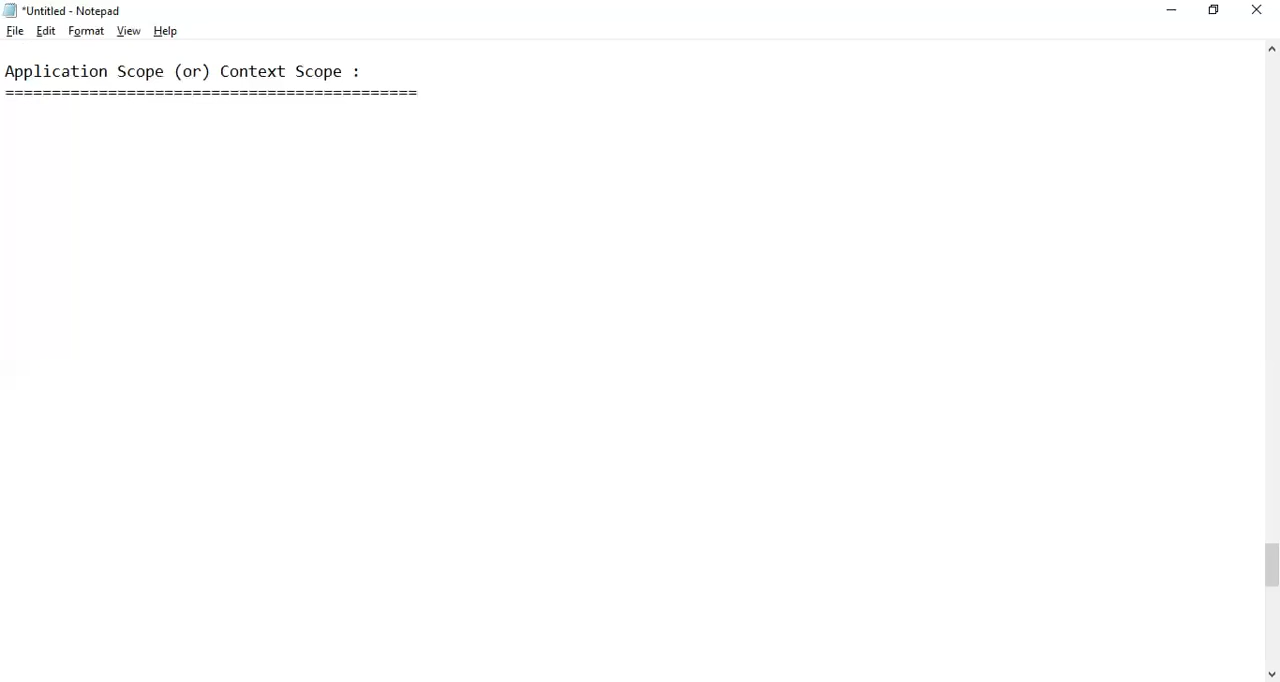 *Untitled - Notepad
File Edit Format View Help
Application Scope (or) Context Scope :
============================================